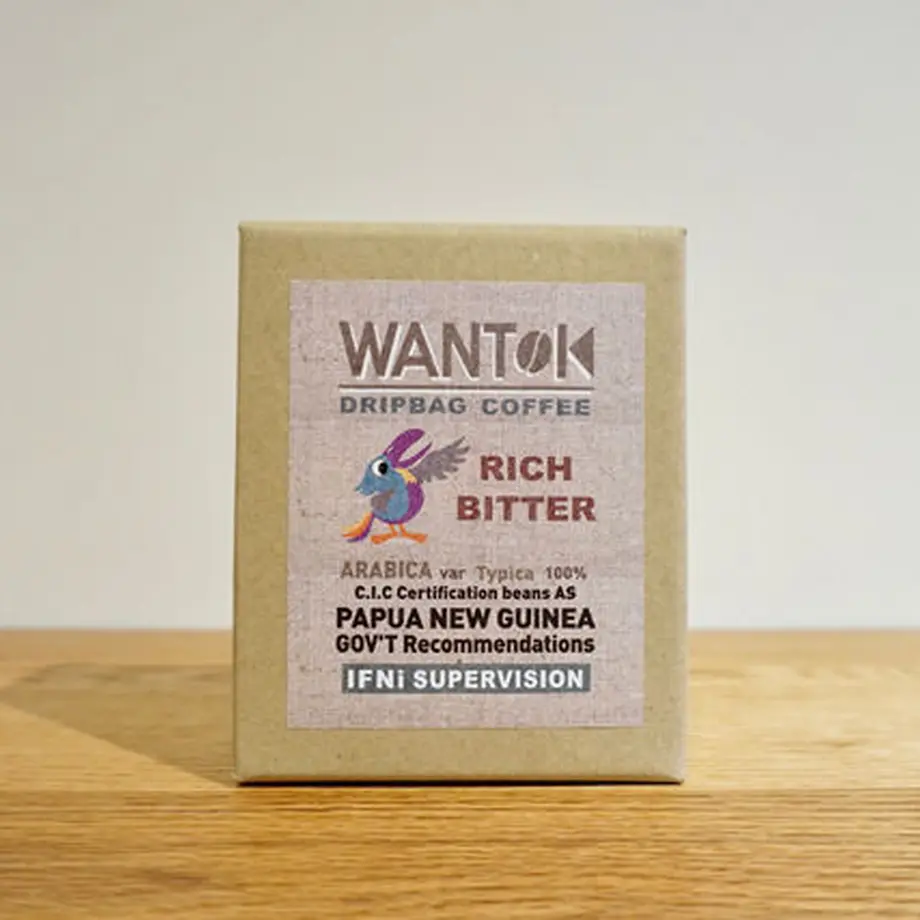 WANTOK
DRIPBAG COFFEE
RICH
BITTER
ARABICA var Typica 100%
C.I.C Certification beans AS
PAPUA NEW GUINEA
GOV'T Recommendations
IFNi SUPERVISION